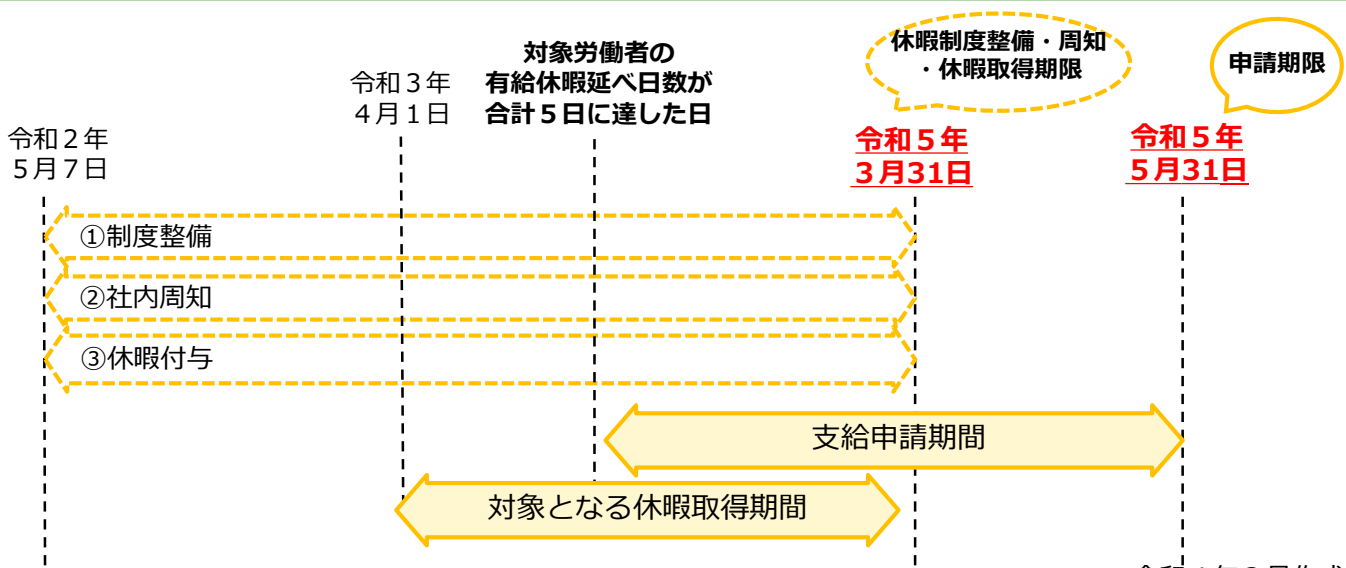 休暇制度整備・周知
・休暇取得期限
申請期限
対象労働者の
有給休暇延べ日数が
合計５日に達した日
令和３年
４月１日
令和２年
５月７日
令和５年
３月31日
令和５年
５月31日
①制度整備
②社内周知
③休暇付与
支給申請期間
対象となる休暇取得期間